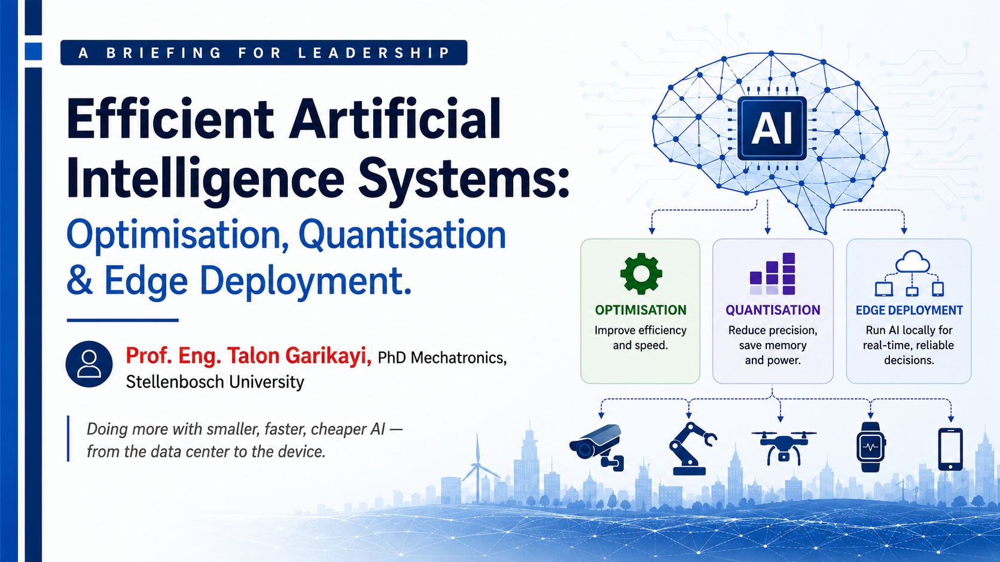 A BRIEFING FOR LEADERSHIP
Efficient Artificial
Intelligence Systems:
Optimisation, Quantisation
& Edge Deployment.
Prof. Eng. Talon Garikayi, PhD Mechatronics,
Stellenbosch University
Doing more with smaller, faster, cheaper AI —
from the data center to the device.
AI
OPTIMISATION
Improve efficiency
and speed.
QUANTISATION
Reduce precision,
save memory
and power.
EDGE DEPLOYMENT
Run AI locally for
real-time, reliable
decisions.